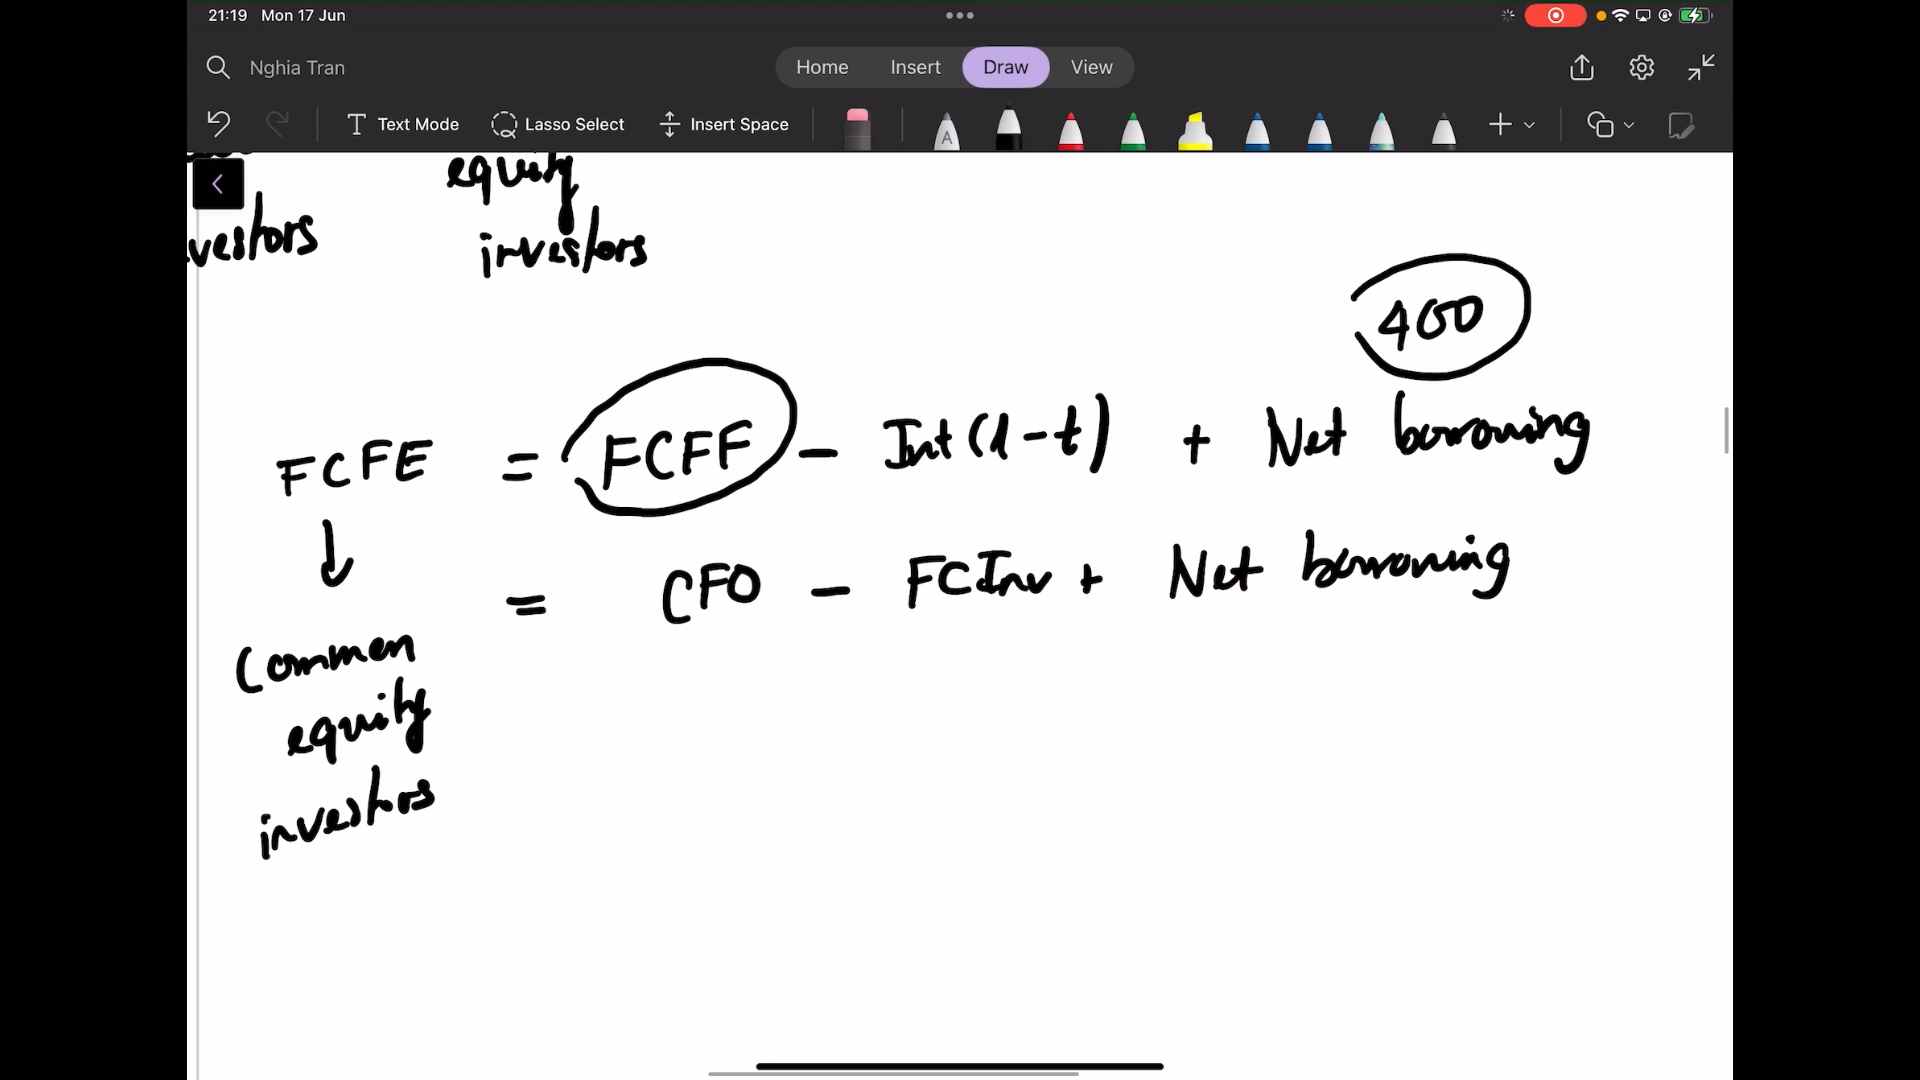 21:19 Mon 17 Jun
Nghia Tran
Home Insert Draw View
Text Mode Lasso Select Insert Space
A
equity
vestors
investors
400
FCFE = FCFF - Int(1-t) + Net borrowing
= CFO - FCInv + Net borrowing
Common
equity
investors